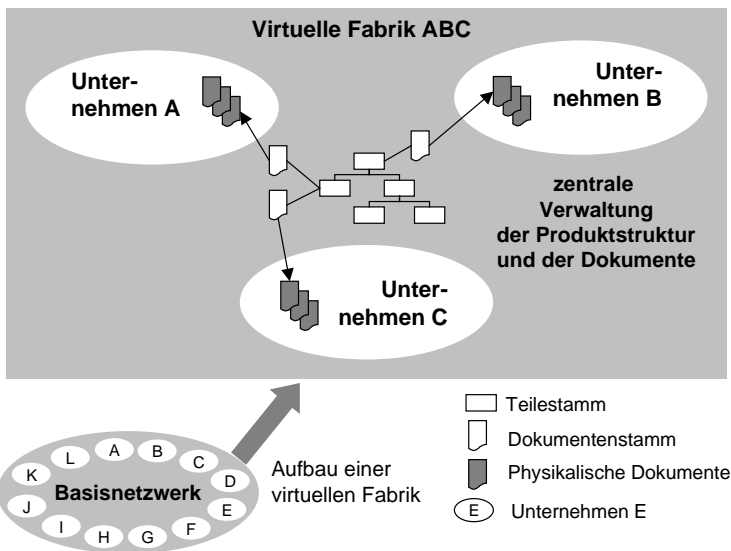 Virtuelle Fabrik ABC
Unter-
nehmen A
Unter-
nehmen B
zentrale
Verwaltung
der Produktstruktur
und der Dokumente
Unter-
nehmen C
Teilestamm
Dokumentenstamm
Physikalische Dokumente
E
Unternehmen E
Aufbau einer
virtuellen Fabrik
Basisnetzwerk
A
B
C
D
E
F
G
H
I
J
K
L